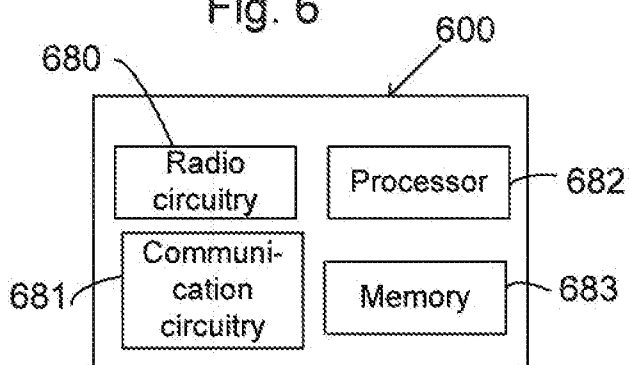 Fig. 6
600
680
Radio
circuitry
Processor
682
Communi-
cation
circuitry
681
Memory
683